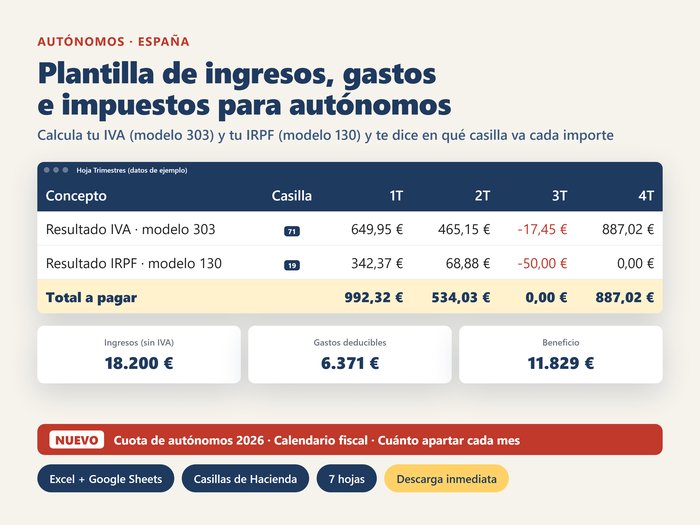 AUTÓNOMOS · ESPAÑA
Plantilla de ingresos, gastos
e impuestos para autónomos
Calcula tu IVA (modelo 303) y tu IRPF (modelo 130) y te dice en qué casilla va cada importe
Hoja Trimestres (datos de ejemplo)
Concepto Casilla 1T 2T 3T 4T
Resultado IVA · modelo 303 71 649,95 € 465,15 € -17,45 € 887,02 €
Resultado IRPF · modelo 130 19 342,37 € 68,88 € -50,00 € 0,00 €
Total a pagar 992,32 € 534,03 € 0,00 € 887,02 €
Ingresos (sin IVA) Gastos deducibles Beneficio
18.200 € 6.371 € 11.829 €
NUEVO Cuota de autónomos 2026 · Calendario fiscal · Cuánto apartar cada mes
Excel + Google Sheets Casillas de Hacienda 7 hojas Descarga inmediata